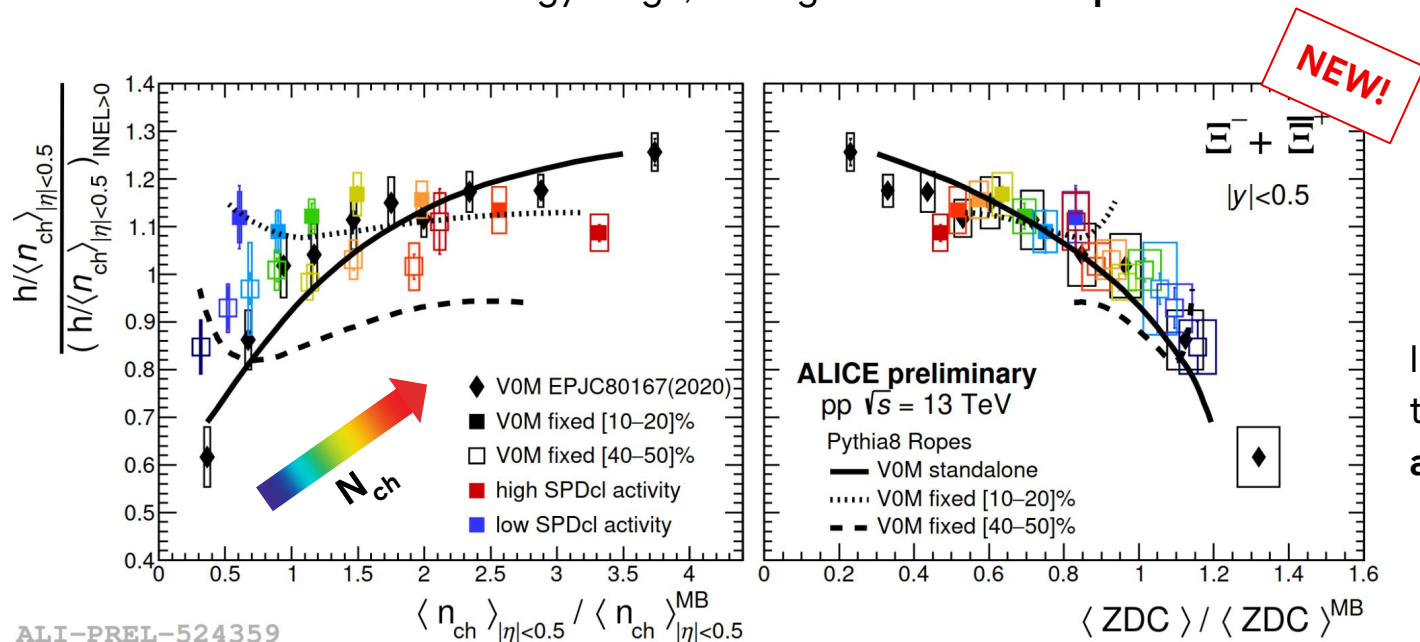 NEW!
h/⟨n_ch⟩_|η|<0.5
(h/⟨n_ch⟩_|η|<0.5)_INEL>0
1.4
1.3
1.2
1.1
1
0.9
0.8
0.7
0.6
0.5
0.4
V0M EPJC80167(2020)
V0M fixed [10–20]%
V0M fixed [40–50]%
high SPDcl activity
low SPDcl activity
N_ch
0 0.5 1 1.5 2 2.5 3 3.5 4
⟨ n_ch ⟩_|η|<0.5 / ⟨ n_ch ⟩^MB_|η|<0.5
Ξ⁻ + Ξ̅⁺
|y|<0.5
ALICE preliminary
pp √s = 13 TeV
Pythia8 Ropes
V0M standalone
V0M fixed [10–20]%
V0M fixed [40–50]%
0 0.2 0.4 0.6 0.8 1 1.2 1.4 1.6
⟨ ZDC ⟩ / ⟨ ZDC ⟩^MB
ALI-PREL-524359